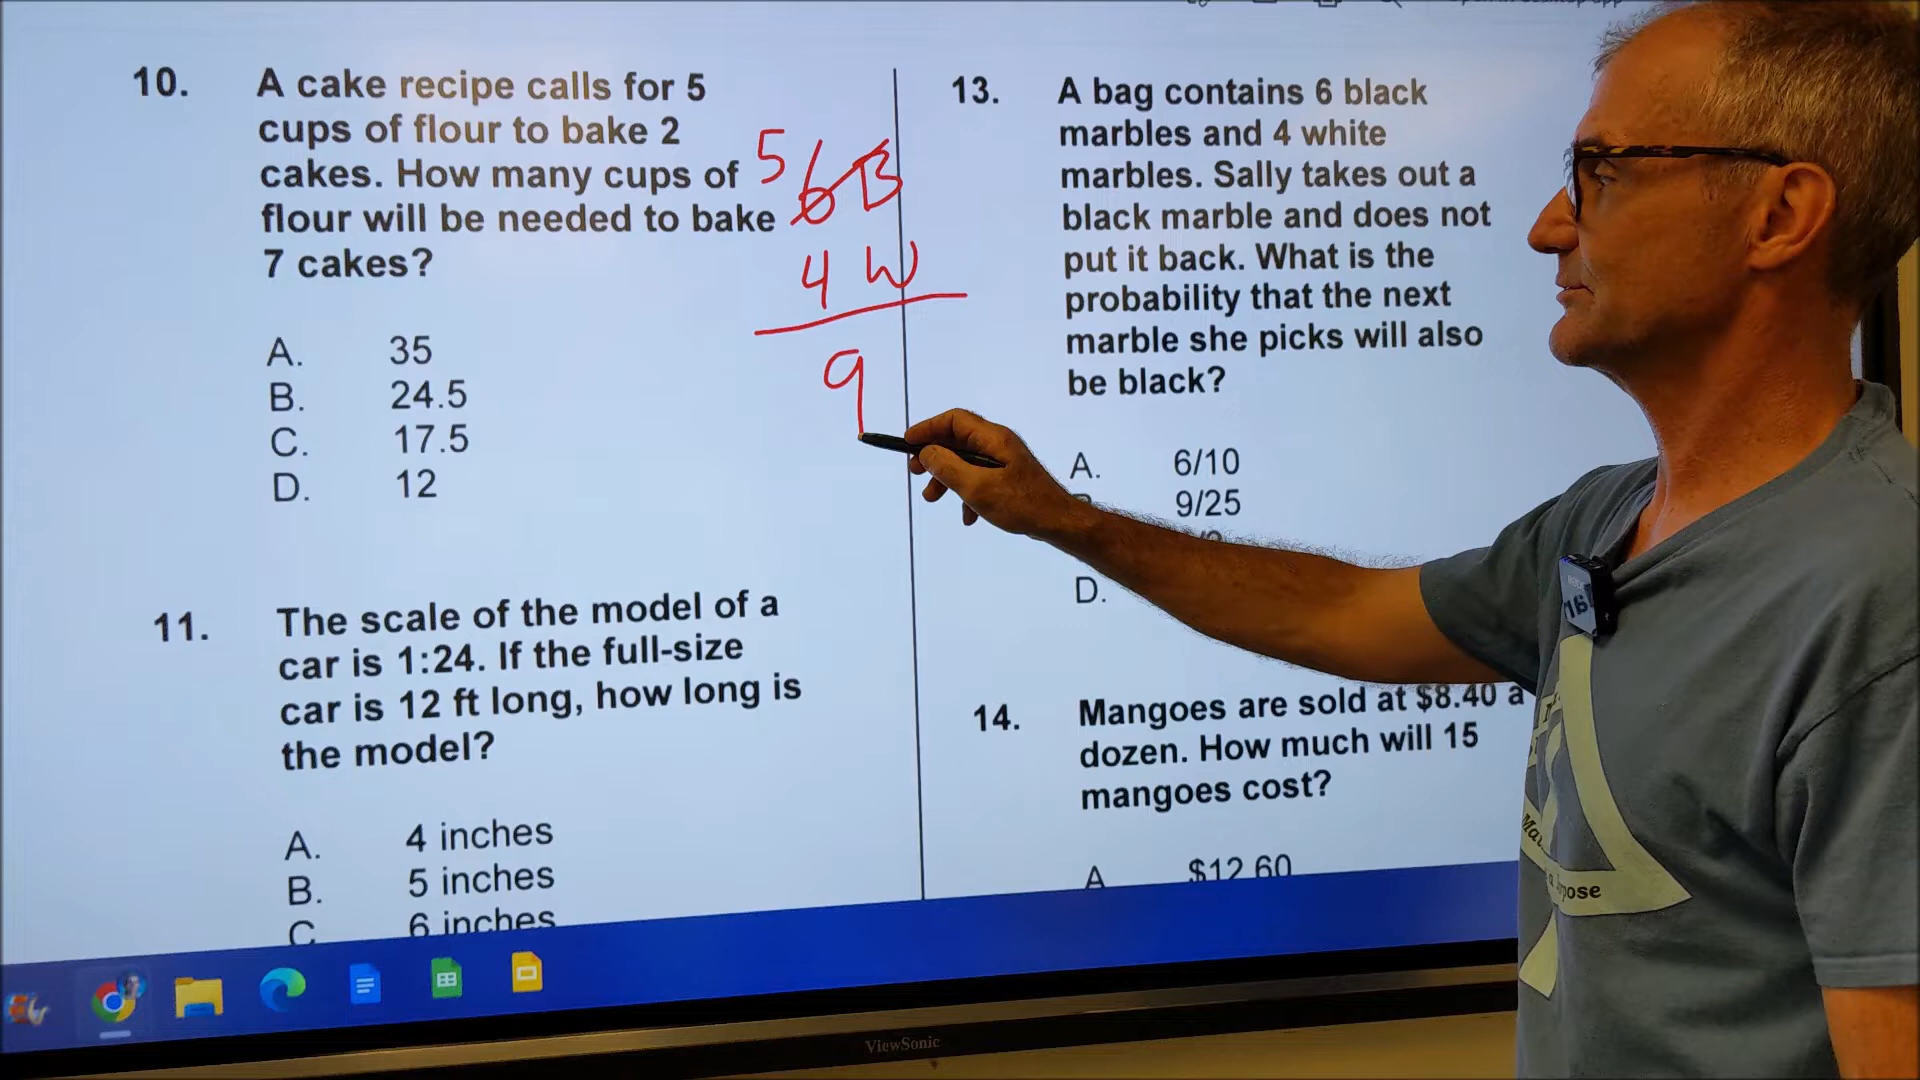 10. A cake recipe calls for 5
cups of flour to bake 2
cakes. How many cups of
flour will be needed to bake
7 cakes?
A. 35
B. 24.5
C. 17.5
D. 12
5 6B
4 W
9
11. The scale of the model of a
car is 1:24. If the full-size
car is 12 ft long, how long is
the model?
A. 4 inches
B. 5 inches
C 6 inches
13. A bag contains 6 black
marbles and 4 white
marbles. Sally takes out a
black marble and does not
put it back. What is the
probability that the next
marble she picks will also
be black?
A. 6/10
9/25
D.
14. Mangoes are sold at $8.40 a
dozen. How much will 15
mangoes cost?
A $12.60
ViewSonic
16